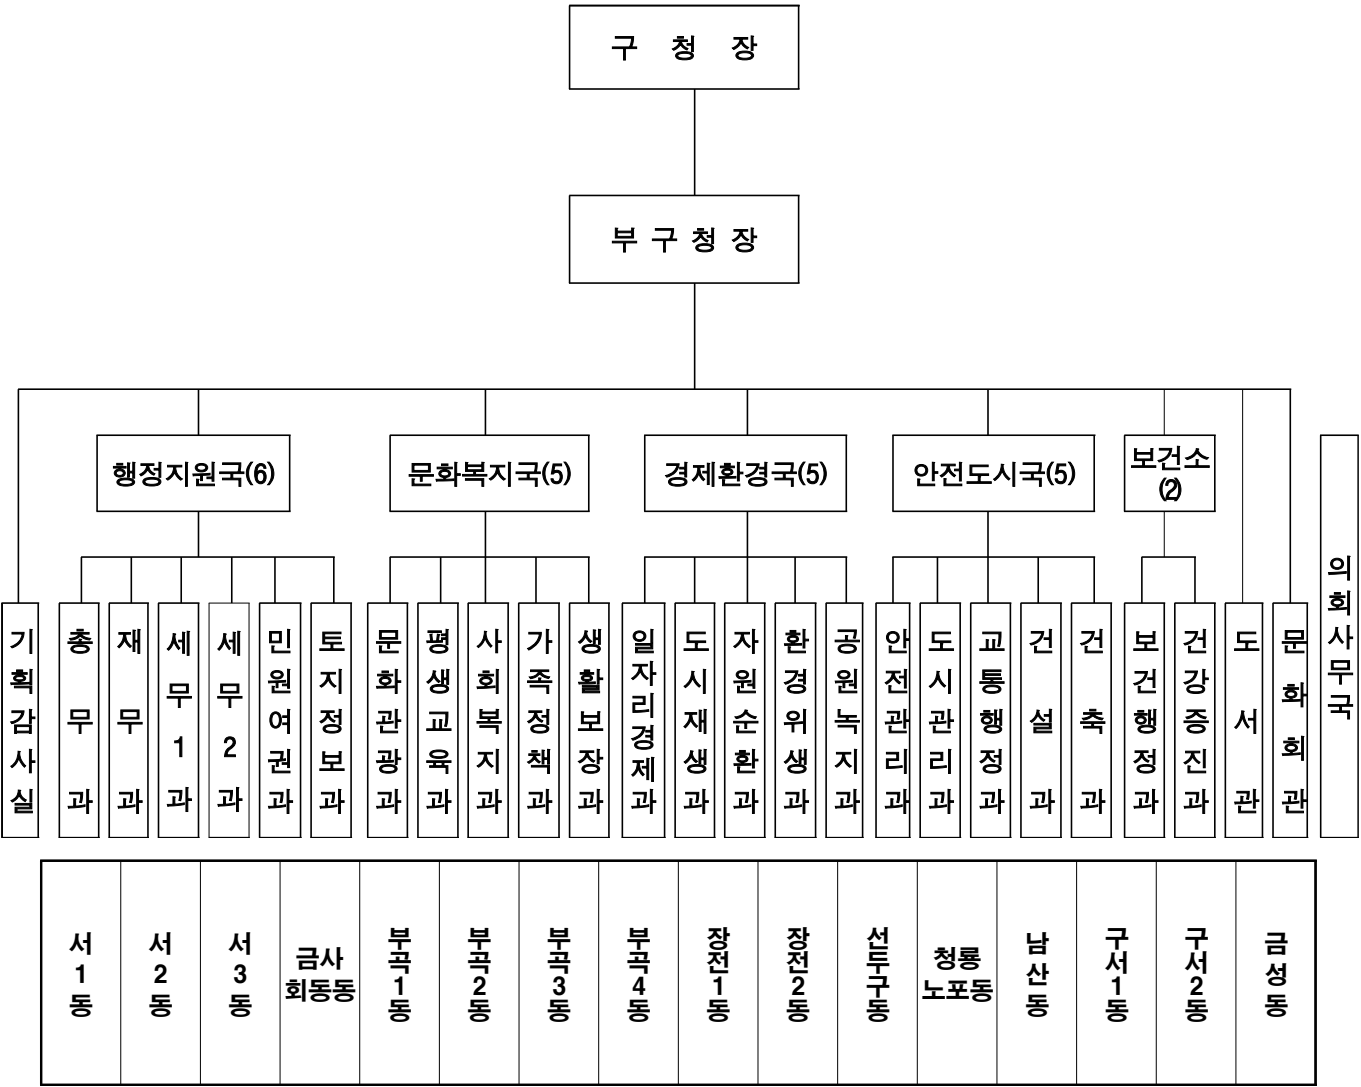 구 청 장
부 구 청 장
행정지원국(6)
문화복지국(5)
경제환경국(5)
안전도시국(5)
보건소
(2)
의회사무국
기획감사실
총무과
재무과
세무1과
세무2과
민원여권과
토지정보과
문화관광과
평생교육과
사회복지과
가족정책과
생활보장과
일자리경제과
도시재생과
자원순환과
환경위생과
공원녹지과
안전관리과
도시관리과
교통행정과
건설과
건축과
보건행정과
건강증진과
도서관
문화회관
서1동
서2동
서3동
금사
회동동
부곡1동
부곡2동
부곡3동
부곡4동
장전1동
장전2동
선두구동
청룡
노포동
남산동
구서1동
구서2동
금성동